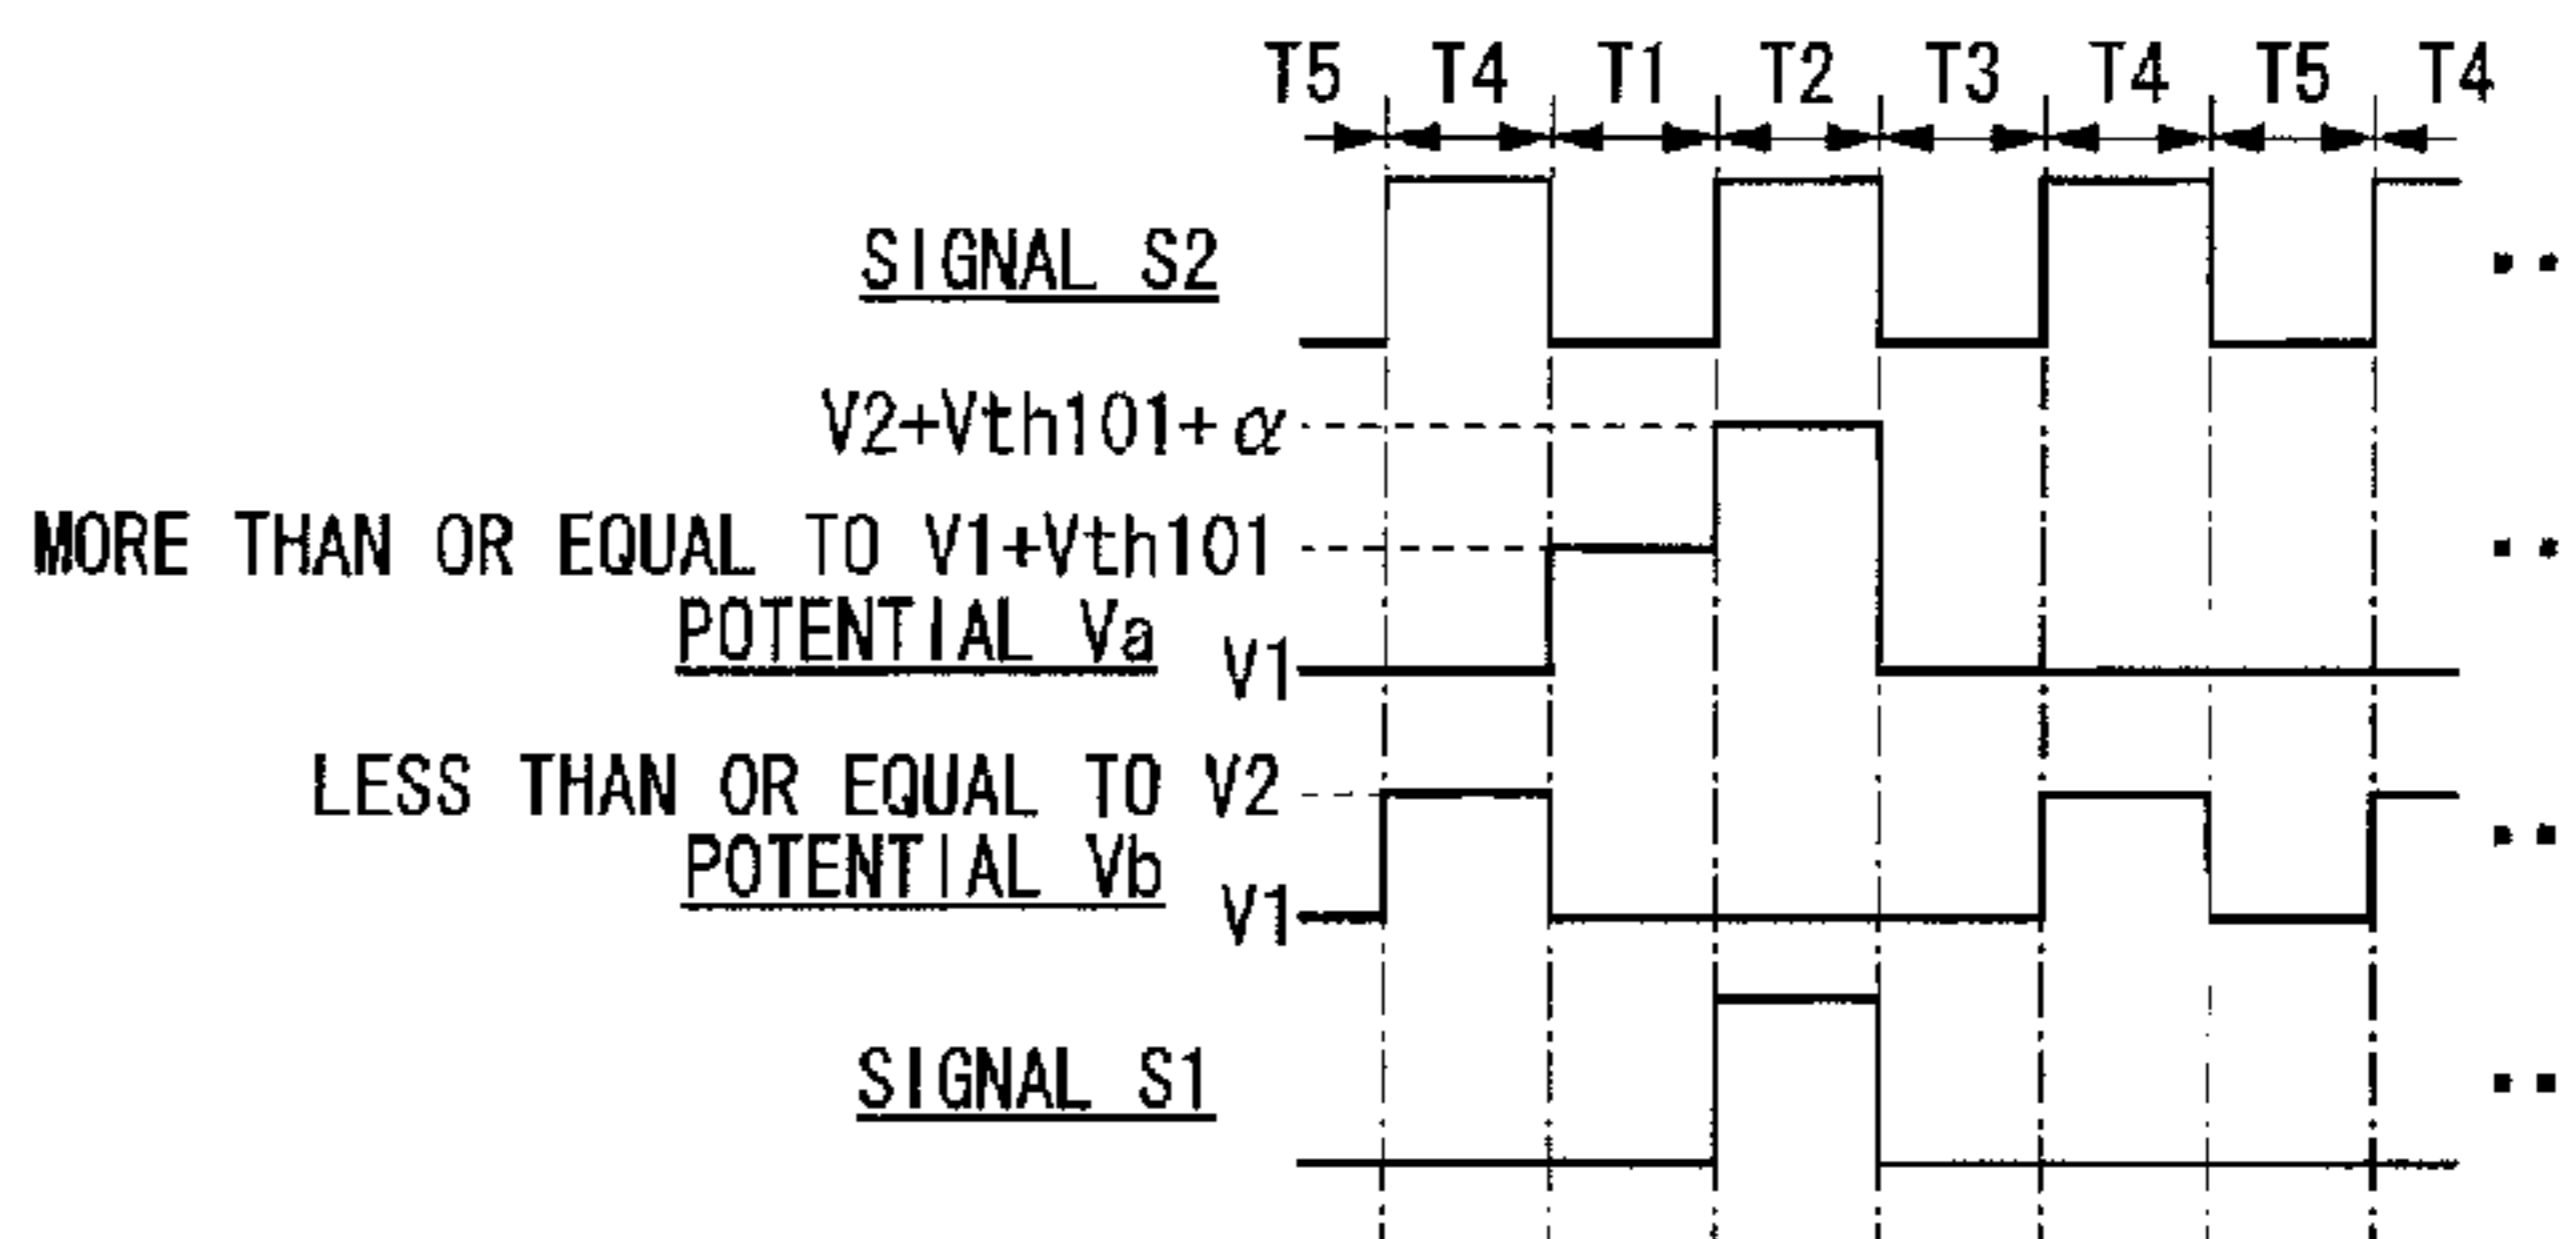 T5 T4 T1 T2 T3 T4 T5 T4
SIGNAL S2
V2+Vth101+α
MORE THAN OR EQUAL TO V1+Vth101
POTENTIAL Va
V1
LESS THAN OR EQUAL TO V2
POTENTIAL Vb
V1
SIGNAL S1